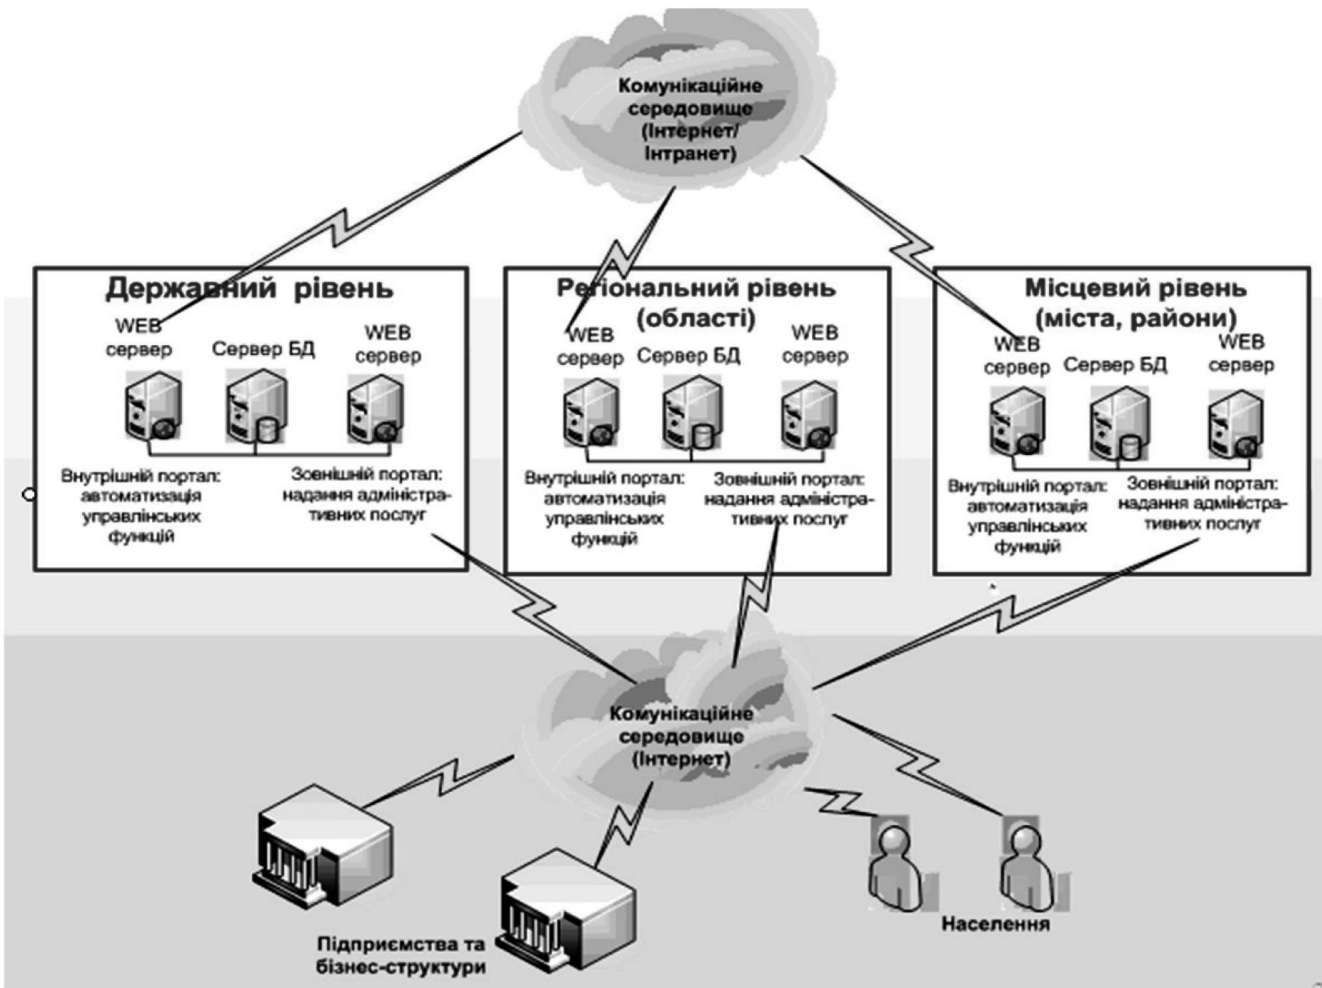 Комунікаційне
середовище
(Інтернет/
Інтранет)
Державний рівень
WEB
сервер
Сервер БД
WEB
сервер
Внутрішній портал:
автоматизація
управлінських
функцій
Зовнішній портал:
надання адміністра-
тивних послуг
Регіональний рівень
(області)
WEB
сервер
Сервер БД
WEB
сервер
Внутрішній портал:
автоматизація
управлінських
функцій
Зовнішній портал:
надання адміністра-
тивних послуг
Місцевий рівень
(міста, райони)
WEB
сервер
Сервер БД
WEB
сервер
Внутрішній портал:
автоматизація
управлінських
функцій
Зовнішній портал:
надання адміністра-
тивних послуг
Комунікаційне
середовище
(Інтернет)
Підприємства та
бізнес-структури
Населення